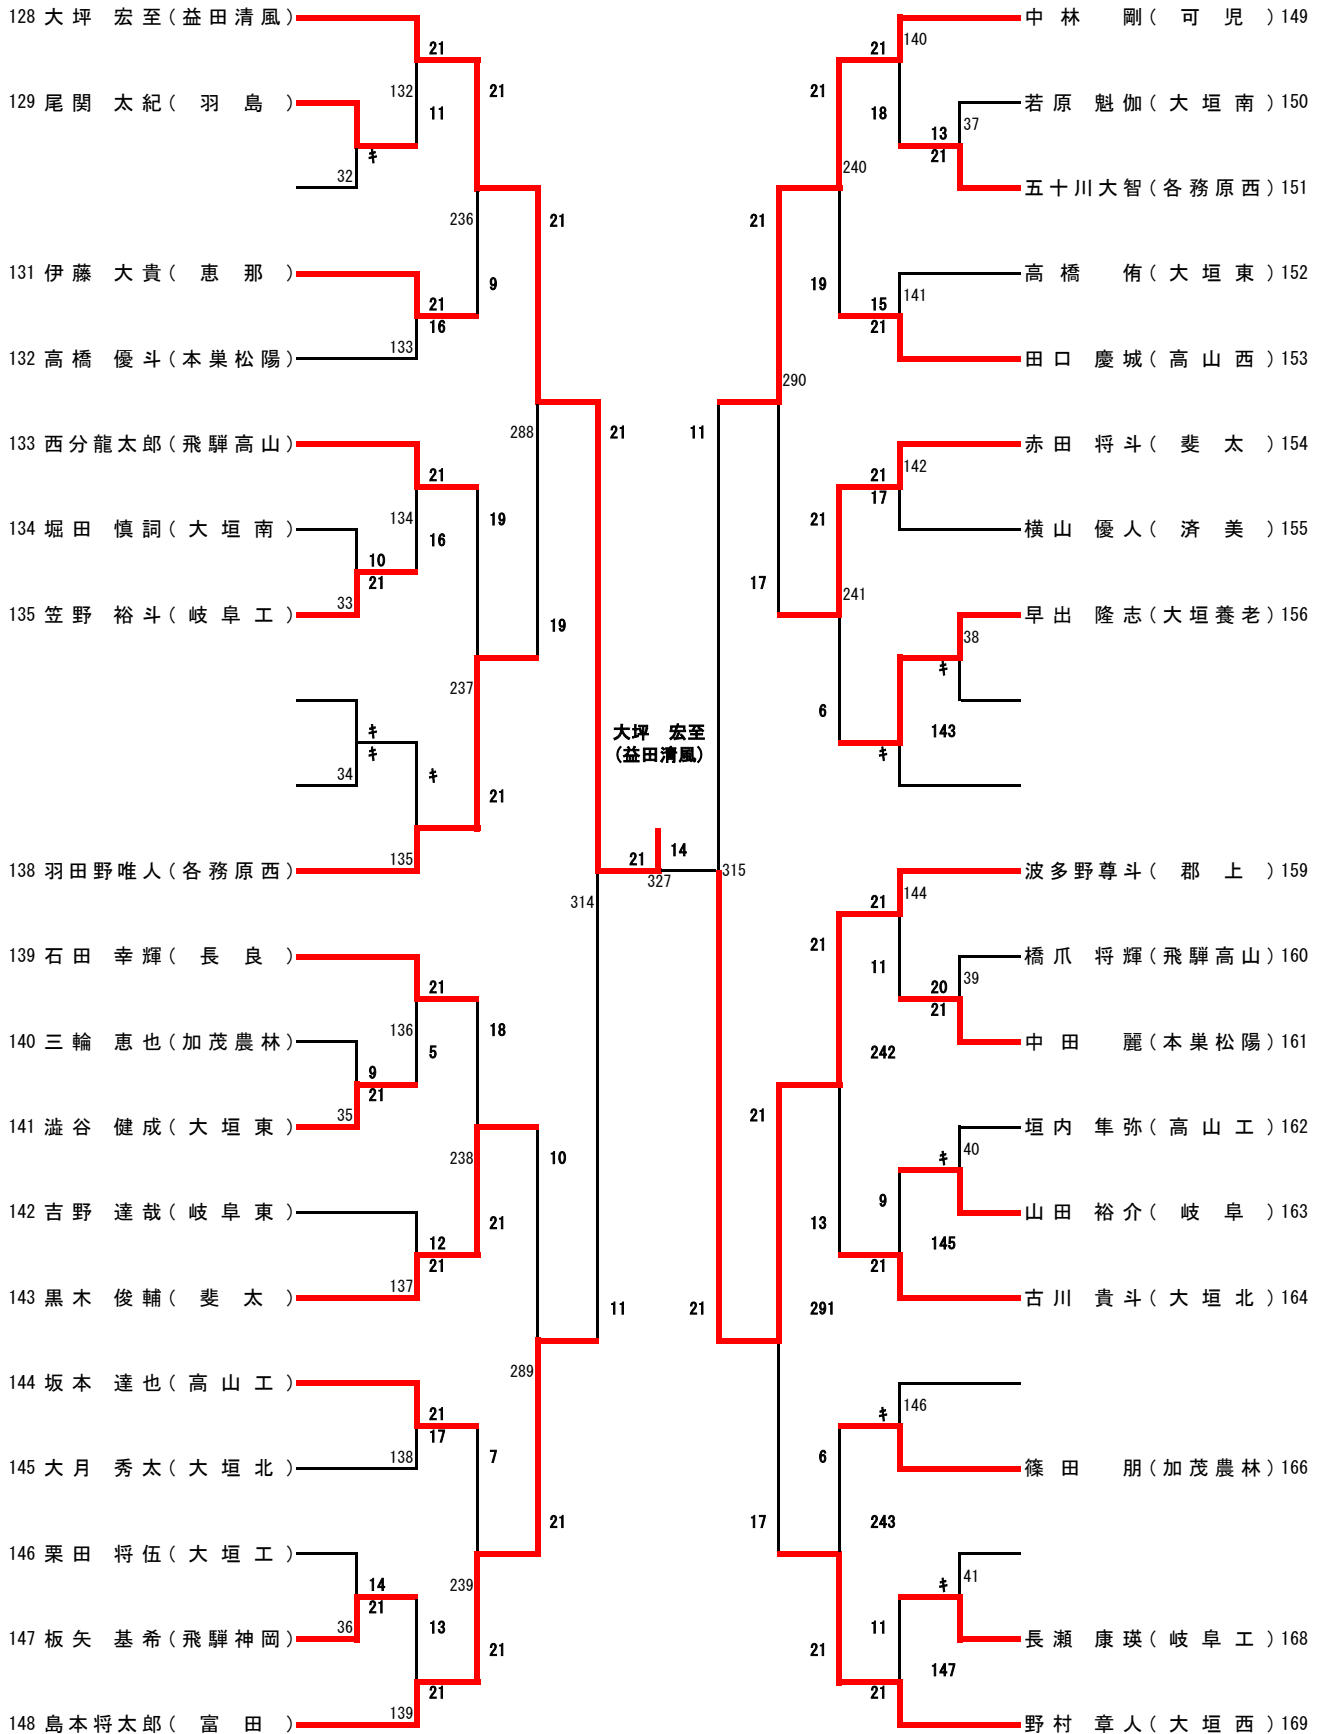 128 大坪 宏至(益田清風)
21
132
11
21
129 尾関 太紀(羽島)
キ
32
236
21
131 伊藤 大貴(恵那)
9
21
16
133
132 高橋 優斗(本巣松陽)
288
21
133 西分龍太郎(飛騨高山)
21
134
16
19
134 堀田 慎詞(大垣南)
10
21
33
135 笠野 裕斗(岐阜工)
19
237
キ
キ
34
キ
21
135
138 羽田野唯人(各務原西)
314
139 石田 幸輝(長良)
21
136
5
18
140 三輪 恵也(加茂農林)
9
21
35
141 澁谷 健成(大垣東)
238
10
142 吉野 達哉(岐阜東)
12
21
21
137
143 黒木 俊輔(斐太)
11
289
144 坂本 達也(高山工)
21
17
138
7
145 大月 秀太(大垣北)
21
146 栗田 将伍(大垣工)
14
21
36
239
13
147 板矢 基希(飛騨神岡)
21
21
139
148 島本将太郎(富田)
大坪 宏至
(益田清風)
21
14
327
315
中林 剛(可児)149
21
140
21
18
若原 魁伽(大垣南)150
37
13
21
240
五十川大智(各務原西)151
21
高橋 侑(大垣東)152
19
141
15
21
田口 慶城(高山西)153
290
11
赤田 将斗(斐太)154
21
142
17
21
横山 優人(済美)155
17
241
早出 隆志(大垣養老)156
38
キ
6
143
キ
波多野尊斗(郡上)159
21
144
21
11
橋爪 将輝(飛騨高山)160
39
20
21
中田 麗(本巣松陽)161
242
21
垣内 隼弥(高山工)162
40
キ
9
13
山田 裕介(岐阜)163
145
21
古川 貴斗(大垣北)164
21
291
146
キ
6
篠田 朋(加茂農林)166
17
243
41
キ
11
21
長瀬 康瑛(岐阜工)168
147
21
野村 章人(大垣西)169